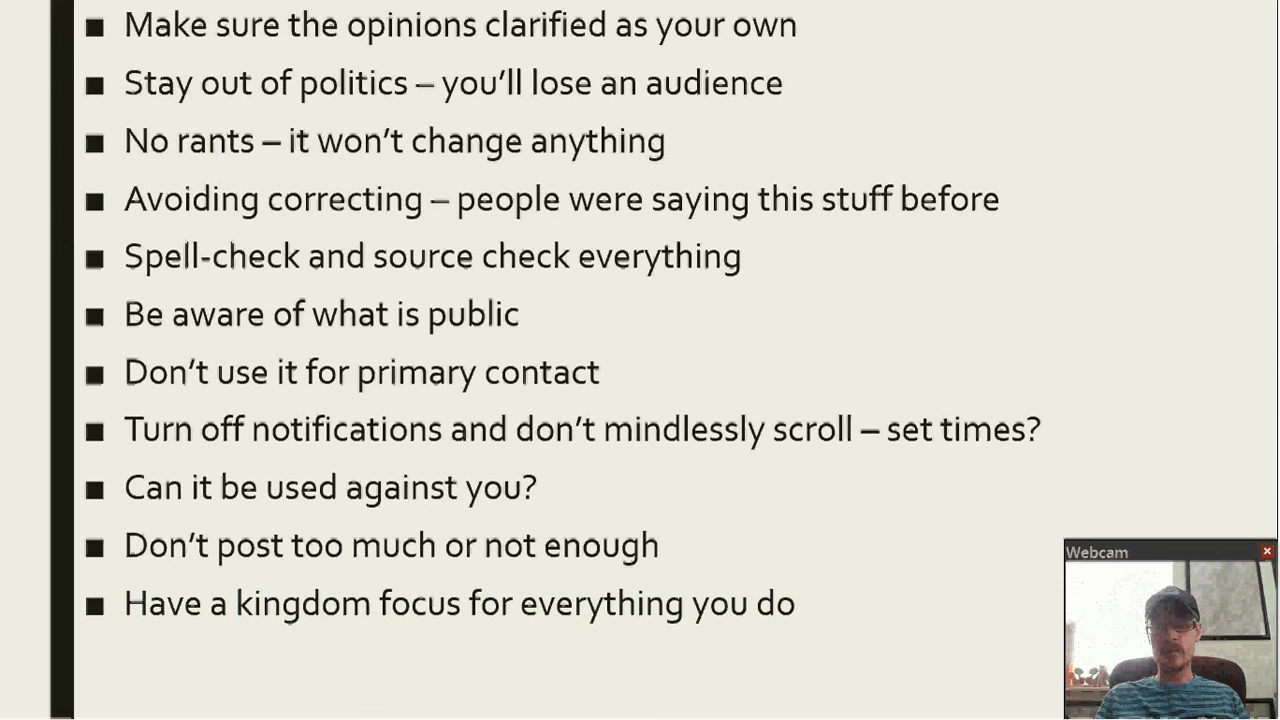 Make sure the opinions clarified as your own
Stay out of politics – you'll lose an audience
No rants – it won't change anything
Avoiding correcting – people were saying this stuff before
Spell-check and source check everything
Be aware of what is public
Don't use it for primary contact
Turn off notifications and don't mindlessly scroll – set times?
Can it be used against you?
Don't post too much or not enough
Have a kingdom focus for everything you do
Webcam